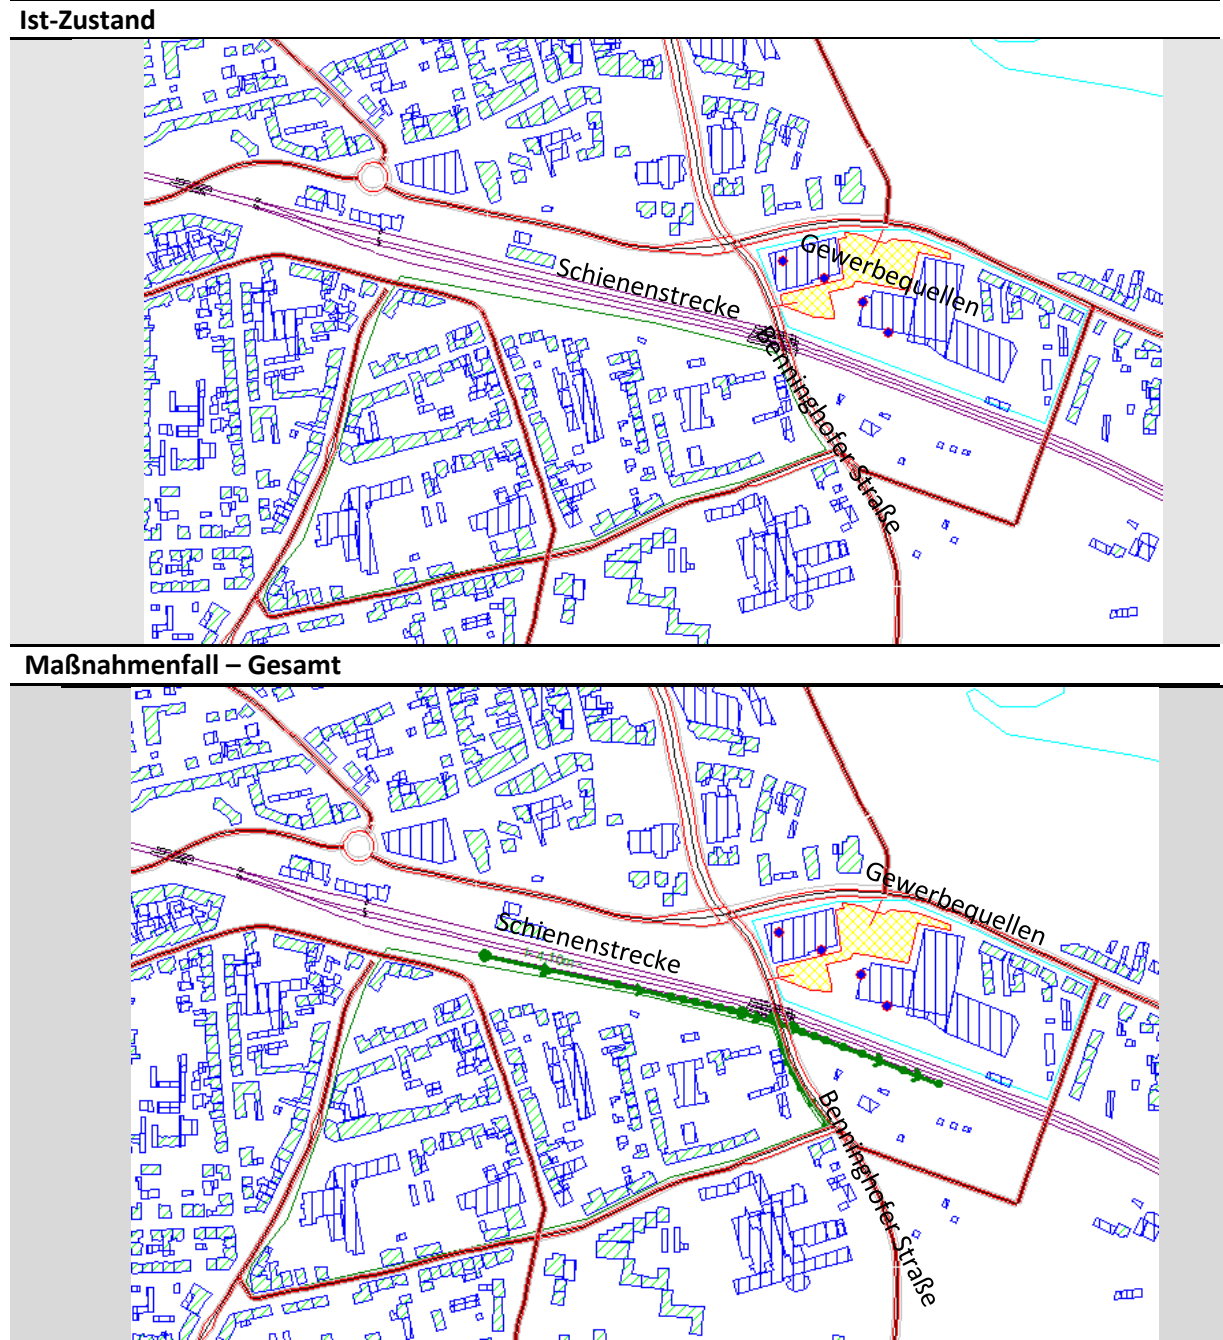 Ist-Zustand
Gewerbequellen
Schienenstrecke
Benninghofer Straße
Maßnahmenfall – Gesamt
Gewerbequellen
Schienenstrecke
Benninghofer Straße